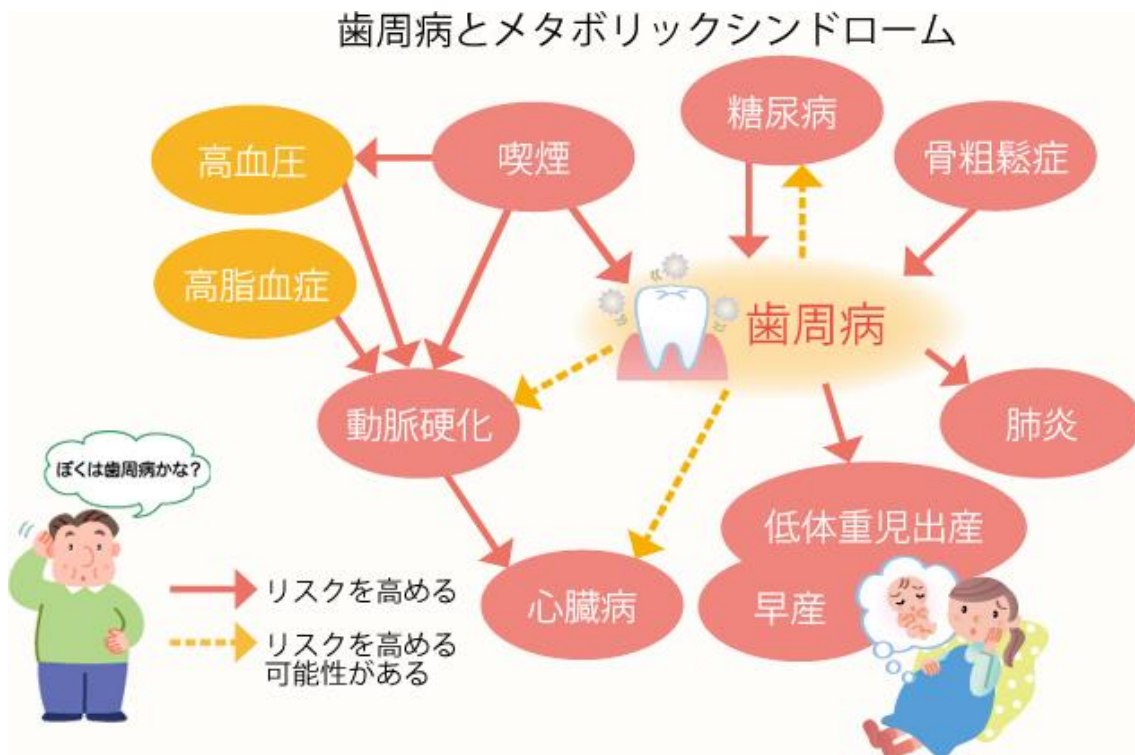 歯周病とメタボリックシンドローム
高血圧
喫煙
糖尿病
骨粗鬆症
高脂血症
歯周病
動脈硬化
肺炎
ぼくは歯周病かな?
低体重児出産
心臓病
早産
リスクを高める
リスクを高める
可能性がある